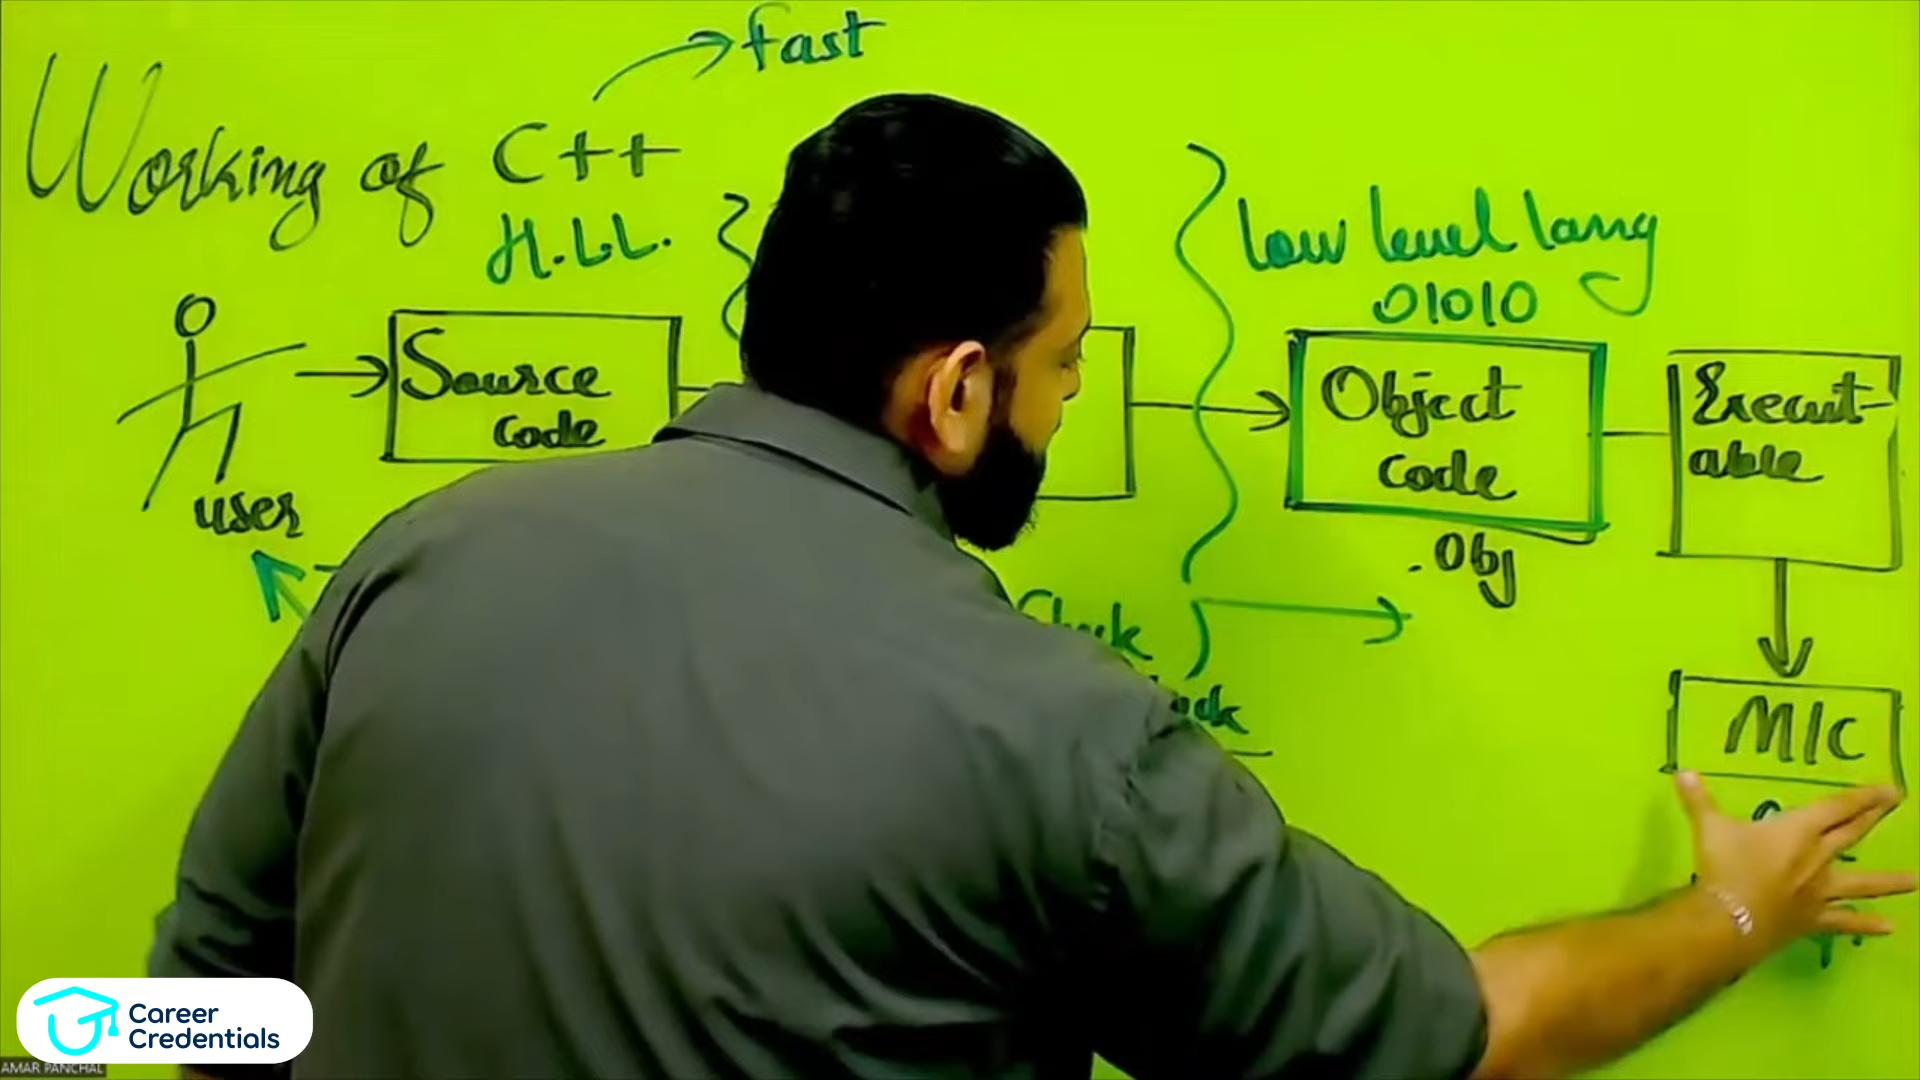 fast
Working of C++
H.L.L.
Low level lang
01010
Source
code
Object
code
Execut-
able
user
.obj
Check
M/C
Career
Credentials
AMAR PANCHAL